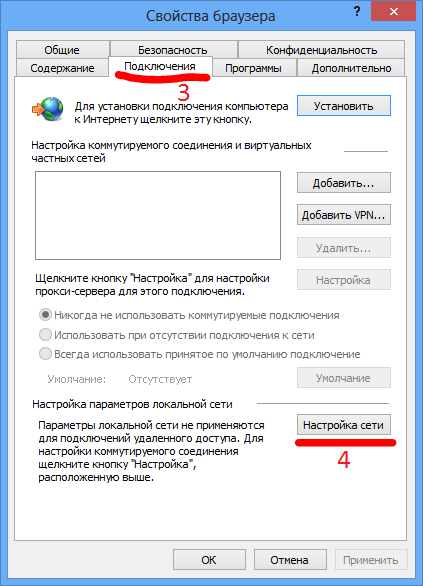 Свойства браузера
Общие Безопасность Конфиденциальность
Содержание Подключения Программы Дополнительно
3
Для установки подключения компьютера
к Интернету щелкните эту кнопку.
Установить
Настройка коммутируемого соединения и виртуальных
частных сетей
Добавить...
Добавить VPN...
Удалить...
Щелкните кнопку "Настройка" для настройки
прокси-сервера для этого подключения.
Настройка
Никогда не использовать коммутируемые подключения
Использовать при отсутствии подключения к сети
Всегда использовать принятое по умолчанию подключение
Умолчание: Отсутствует Умолчание
Настройка параметров локальной сети
Параметры локальной сети не применяются
для подключений удаленного доступа. Для
настройки коммутируемого соединения
щелкните кнопку "Настройка",
расположенную выше.
Настройка сети
4
ОК Отмена Применить